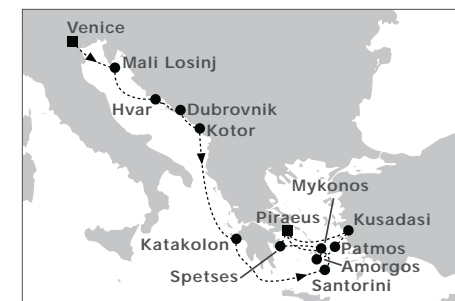 Venice
Mali Losinj
Hvar
Dubrovnik
Kotor
Mykonos
Piraeus
Kusadasi
Katakolon
Patmos
Amorgos
Spetses
Santorini